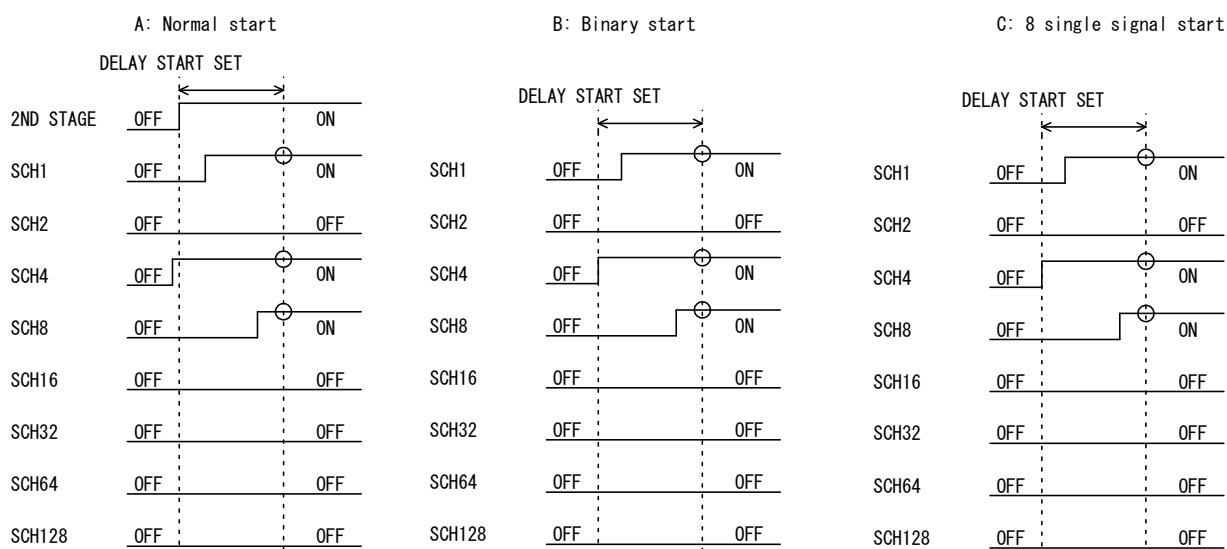 A: Normal start
DELAY START SET
2ND STAGE OFF ON
SCH1 OFF ON
SCH2 OFF OFF
SCH4 OFF ON
SCH8 OFF ON
SCH16 OFF OFF
SCH32 OFF OFF
SCH64 OFF OFF
SCH128 OFF OFF
B: Binary start
DELAY START SET
SCH1 OFF ON
SCH2 OFF OFF
SCH4 OFF ON
SCH8 OFF ON
SCH16 OFF OFF
SCH32 OFF OFF
SCH64 OFF OFF
SCH128 OFF OFF
C: 8 single signal start
DELAY START SET
SCH1 OFF ON
SCH2 OFF OFF
SCH4 OFF ON
SCH8 OFF ON
SCH16 OFF OFF
SCH32 OFF OFF
SCH64 OFF OFF
SCH128 OFF OFF